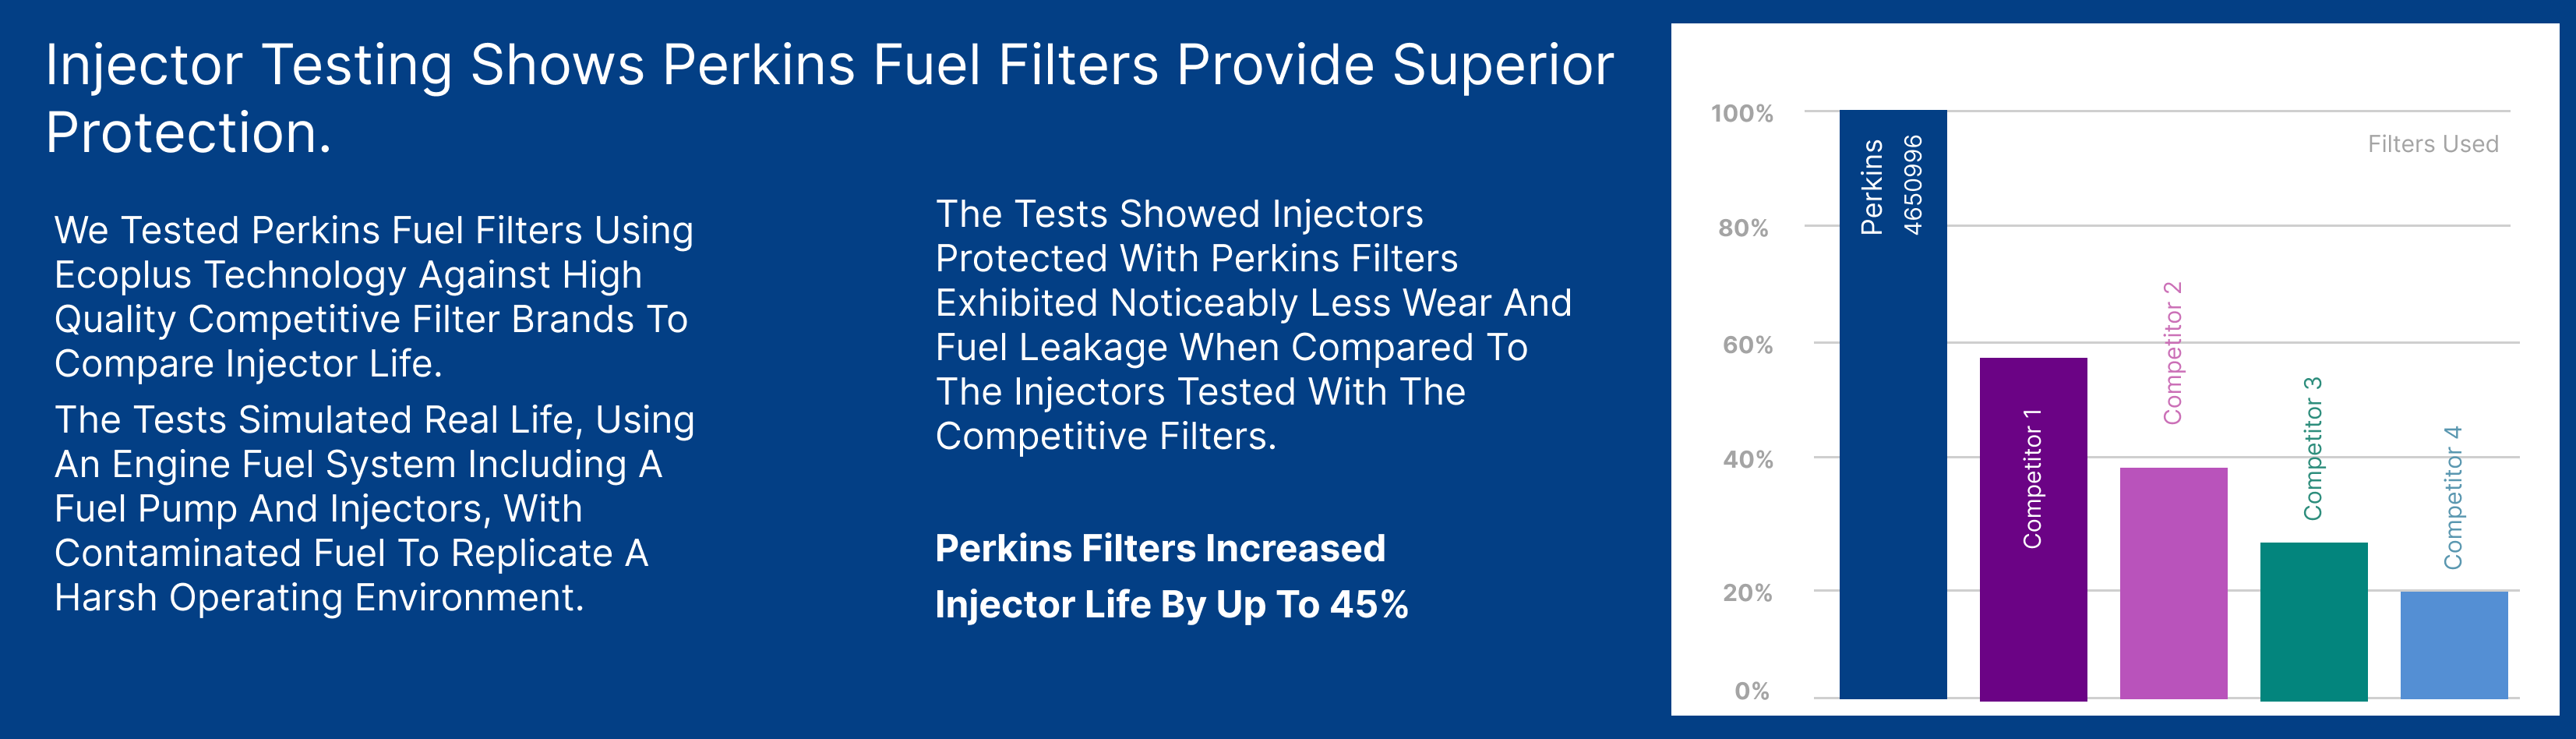 Injector Testing Shows Perkins Fuel Filters Provide Superior
Protection.
We Tested Perkins Fuel Filters Using
Ecoplus Technology Against High
Quality Competitive Filter Brands To
Compare Injector Life.
The Tests Simulated Real Life, Using
An Engine Fuel System Including A
Fuel Pump And Injectors, With
Contaminated Fuel To Replicate A
Harsh Operating Environment.
The Tests Showed Injectors
Protected With Perkins Filters
Exhibited Noticeably Less Wear And
Fuel Leakage When Compared To
The Injectors Tested With The
Competitive Filters.
Perkins Filters Increased
Injector Life By Up To 45%
100%
80%
60%
40%
20%
0%
Filters Used
Perkins
4650996
Competitor 1
Competitor 2
Competitor 3
Competitor 4